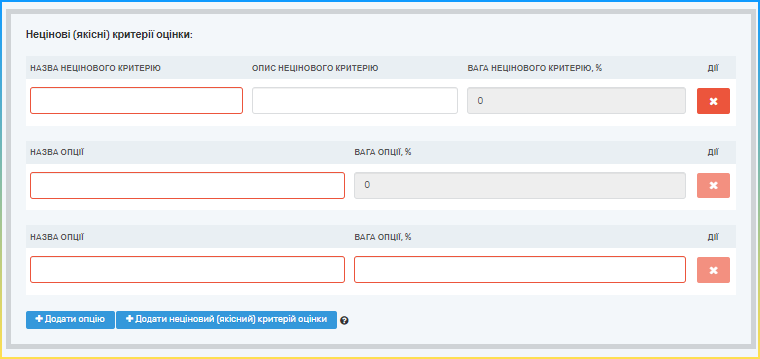 Нецінові (якісні) критерії оцінки:
НАЗВА НЕЦІНОВОГО КРИТЕРІЮ ОПИС НЕЦІНОВОГО КРИТЕРІЮ ВАГА НЕЦІНОВОГО КРИТЕРІЮ, % ДІЇ
0
НАЗВА ОПЦІЇ ВАГА ОПЦІЇ, % ДІЇ
0
НАЗВА ОПЦІЇ ВАГА ОПЦІЇ, % ДІЇ
Додати опцію Додати неціновий (якісний) критерій оцінки